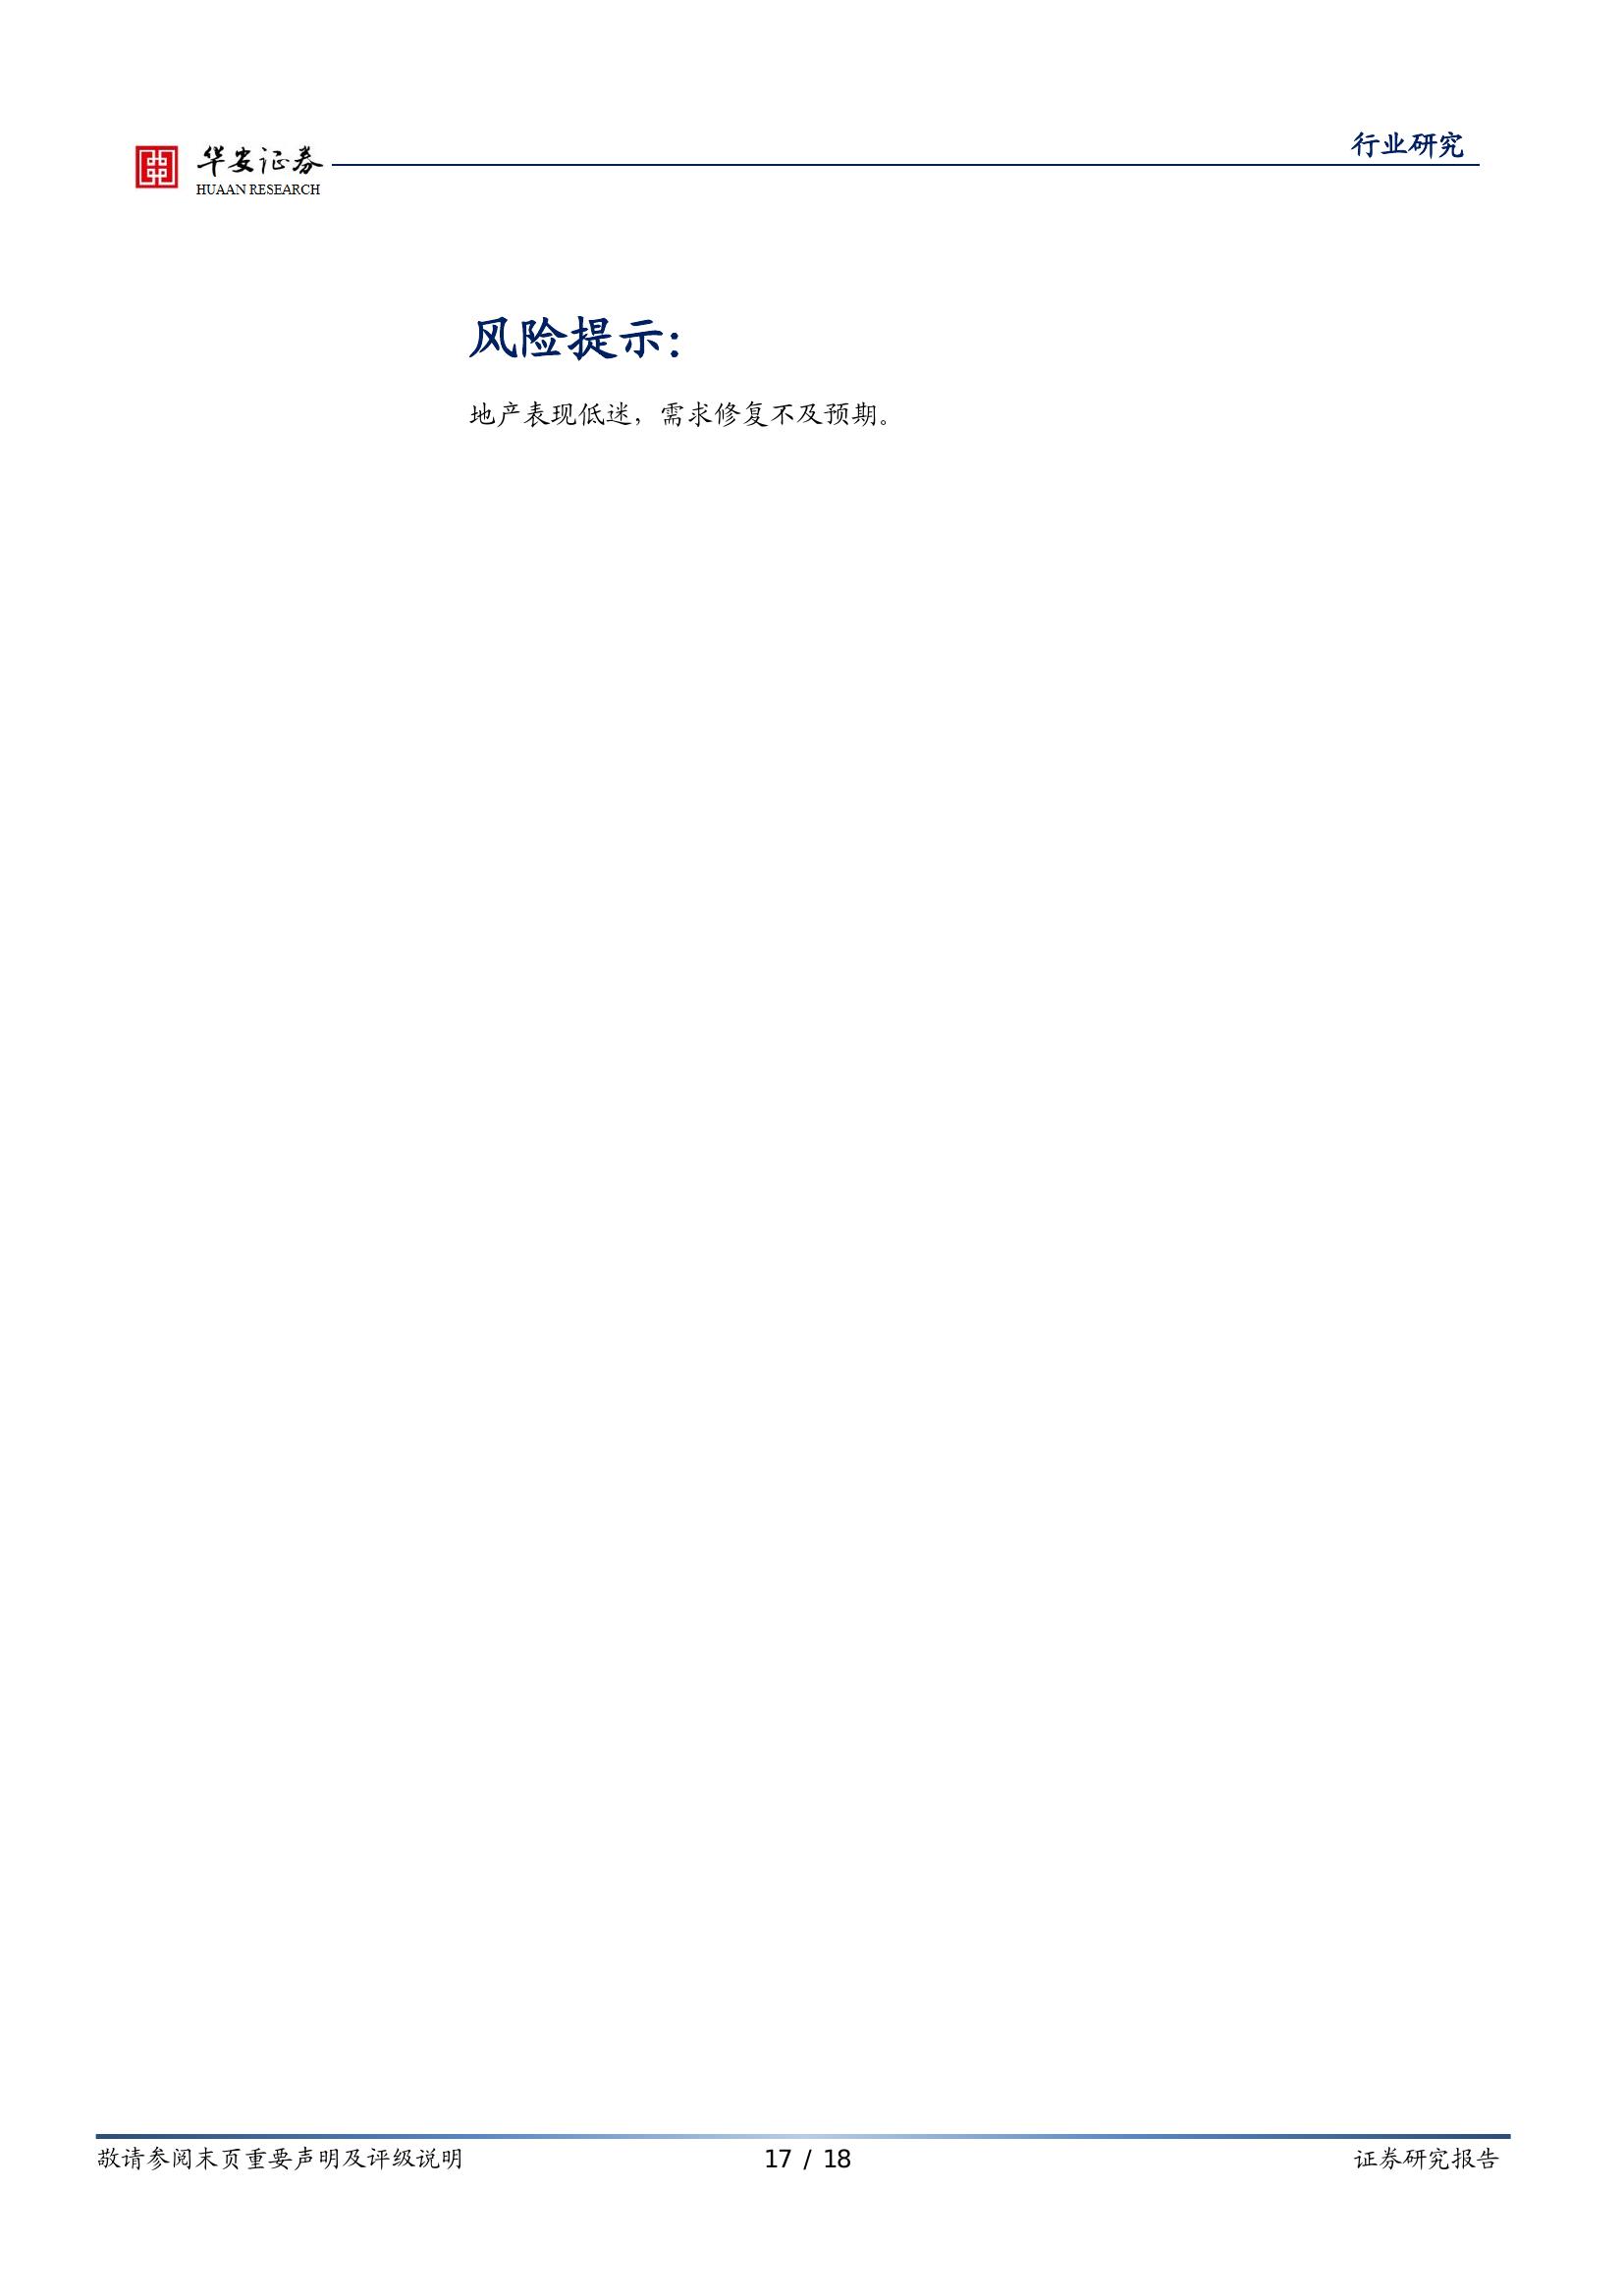 华安证券
HUAAN RESEARCH
行业研究
风险提示：
地产表现低迷，需求修复不及预期。
敬请参阅末页重要声明及评级说明
17 / 18
证券研究报告